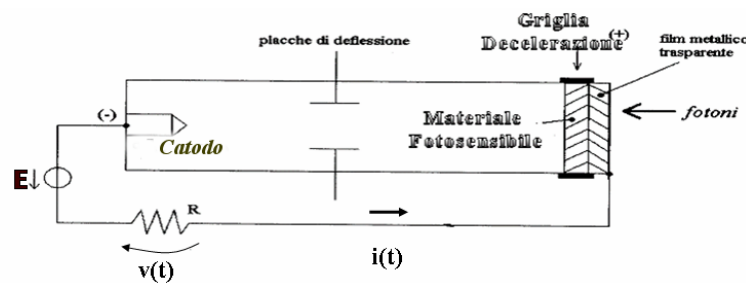 Griglia
Decelerazione (+)
placche di deflessione
film metallico
trasparente
(-)
Catodo
Materiale
Fotosensibile
fotoni
E
R
v(t)
i(t)